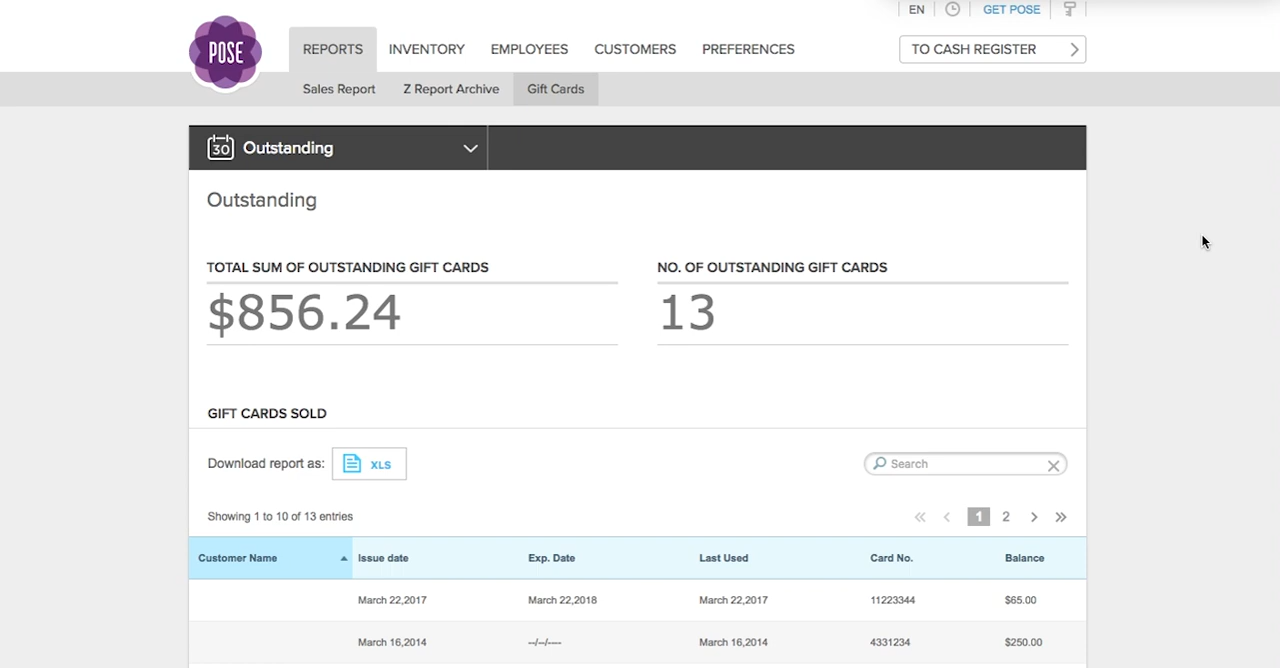 EN GET POSE
POSE
REPORTS INVENTORY EMPLOYEES CUSTOMERS PREFERENCES TO CASH REGISTER
Sales Report Z Report Archive Gift Cards
30 Outstanding
Outstanding
TOTAL SUM OF OUTSTANDING GIFT CARDS NO. OF OUTSTANDING GIFT CARDS
$856.24 13
GIFT CARDS SOLD
Download report as: XLS Search
Showing 1 to 10 of 13 entries « ‹ 1 2 › »
Customer Name Issue date Exp. Date Last Used Card No. Balance
March 22,2017 March 22,2018 March 22,2017 11223344 $65.00
March 16,2014 --/--/---- March 16,2014 4331234 $250.00